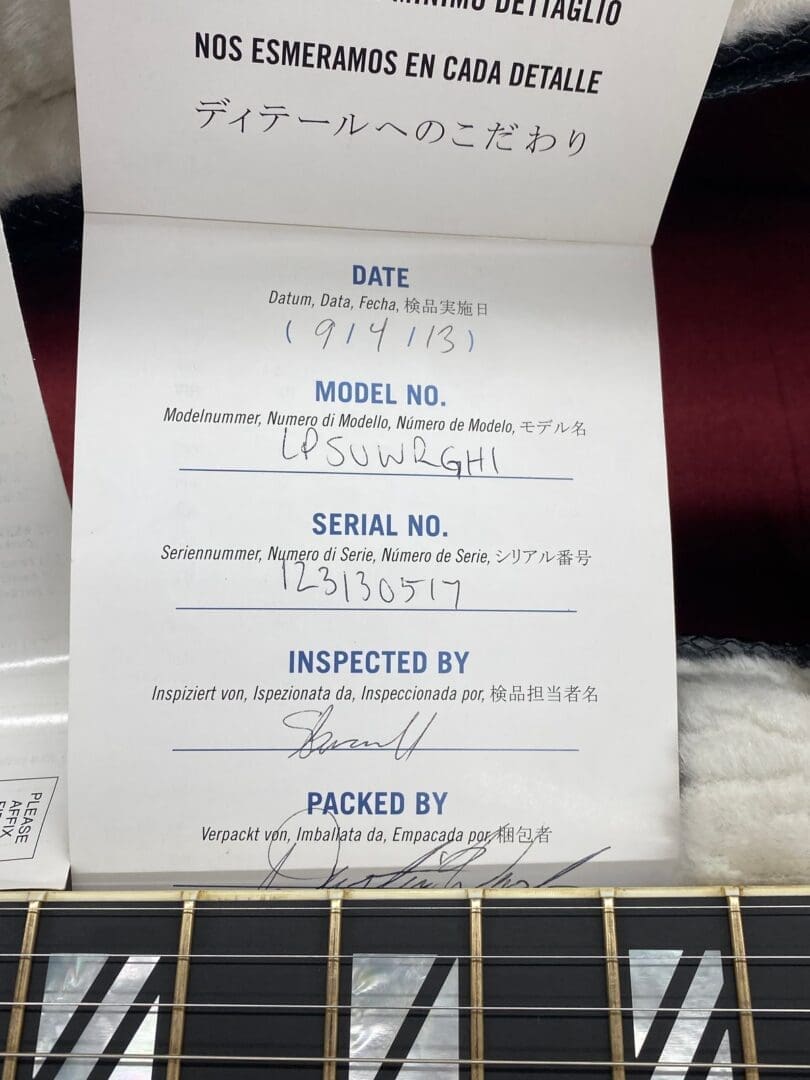 MINIMO DETTAGLIO
NOS ESMERAMOS EN CADA DETALLE
ディテールへのこだわり
DATE
Datum, Data, Fecha, 検品実施日
( 9 / 4 / 13 )
MODEL NO.
Modelnummer, Numero di Modello, Número de Modelo, モデル名
LPSUWRGH1
SERIAL NO.
Seriennummer, Numero di Serie, Número de Serie, シリアル番号
123130517
INSPECTED BY
Inspiziert von, Ispezionata da, Inspeccionada por, 検品担当者名
PACKED BY
Verpackt von, Imballata da, Empacada por, 梱包者
PLEASE
AFFIX